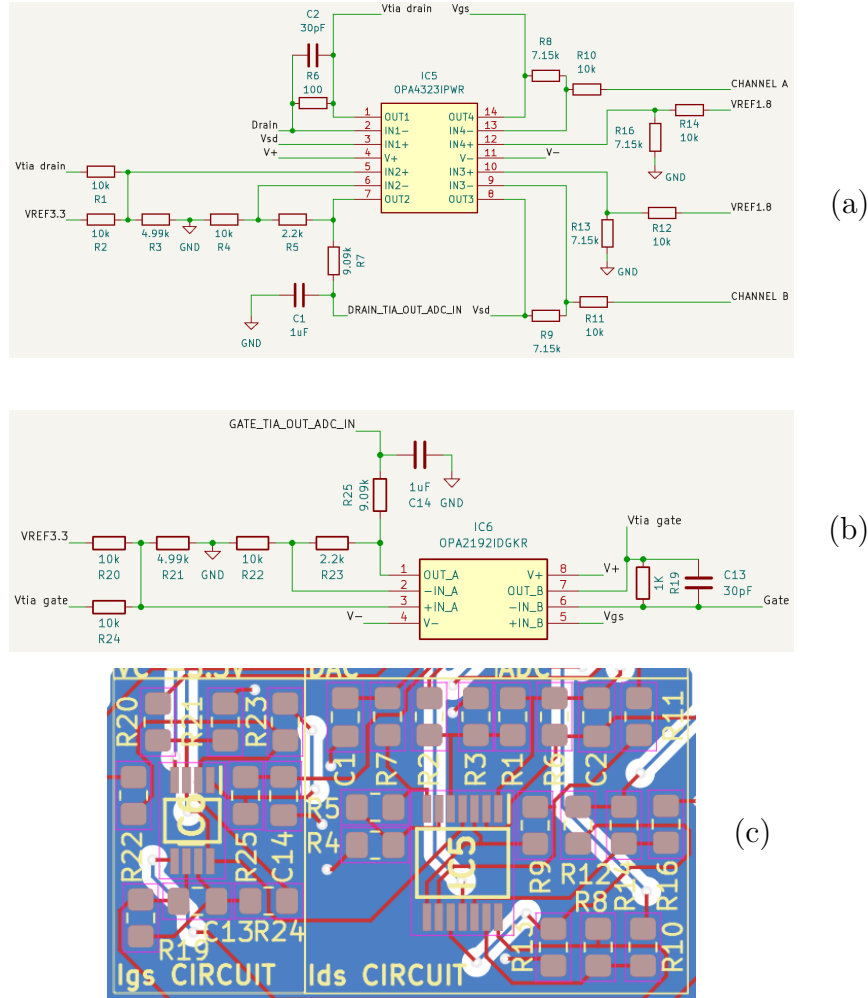 C2
30pF
Vtia drain
Vgs
R6
100
IC5
OPA4323IPWR
R8
7.15k
R10
10k
CHANNEL A
VREF1.8
Drain
Vsd
V+
1 OUT1 OUT4 14
2 IN1- IN4- 13
3 IN1+ IN4+ 12
4 V+ V- 11
5 IN2+ IN3+ 10
6 IN2- IN3- 9
7 OUT2 OUT3 8
V-
R16
7.15k
GND
R14
10k
Vtia drain
10k
R1
VREF3.3
10k
R2
4.99k
R3
GND
10k
R4
2.2k
R5
9.09k
R7
R13
7.15k
GND
R12
10k
VREF1.8
(a)
GND
C1
1uF
DRAIN_TIA_OUT_ADC_IN
Vsd
R9
7.15k
R11
10k
CHANNEL B
GATE_TIA_OUT_ADC_IN
R25
9.09k
1uF
C14
GND
IC6
OPA2192IDGKR
Vtia gate
VREF3.3
10k
R20
4.99k
R21
GND
10k
R22
2.2k
R23
Vtia gate
10k
R24
V-
1 OUT_A V+ 8
2 -IN_A OUT_B 7
3 +IN_A -IN_B 6
4 V- +IN_B 5
V+
Vgs
1K
R19
C13
30pF
Gate
(b)
DAC
ADC
R20
R21
R23
C1
R7
R2
R3
R1
R6
C2
R11
R5
R4
IC6
IC5
R22
R25
C14
R9
R12
R14
R16
R8
R19
C13
R24
R13
R10
Igs CIRCUIT
Ids CIRCUIT
(c)